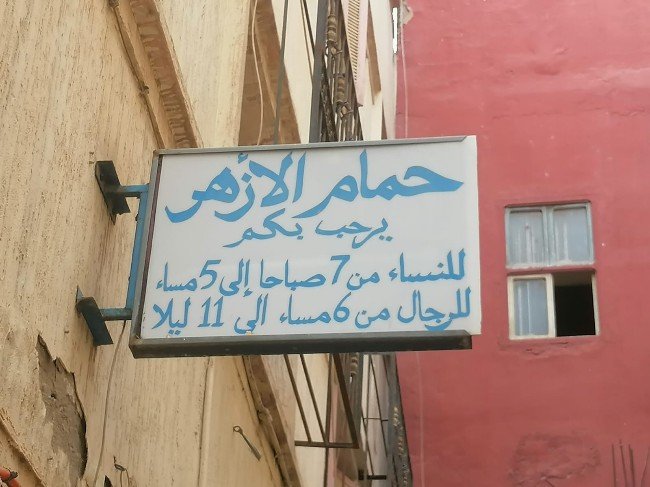 حمام الازهر
يرحب بكم
للنساء من 7 صباحا إلى 5 مساء
للرجال من 6 مساء الى 11 ليلا